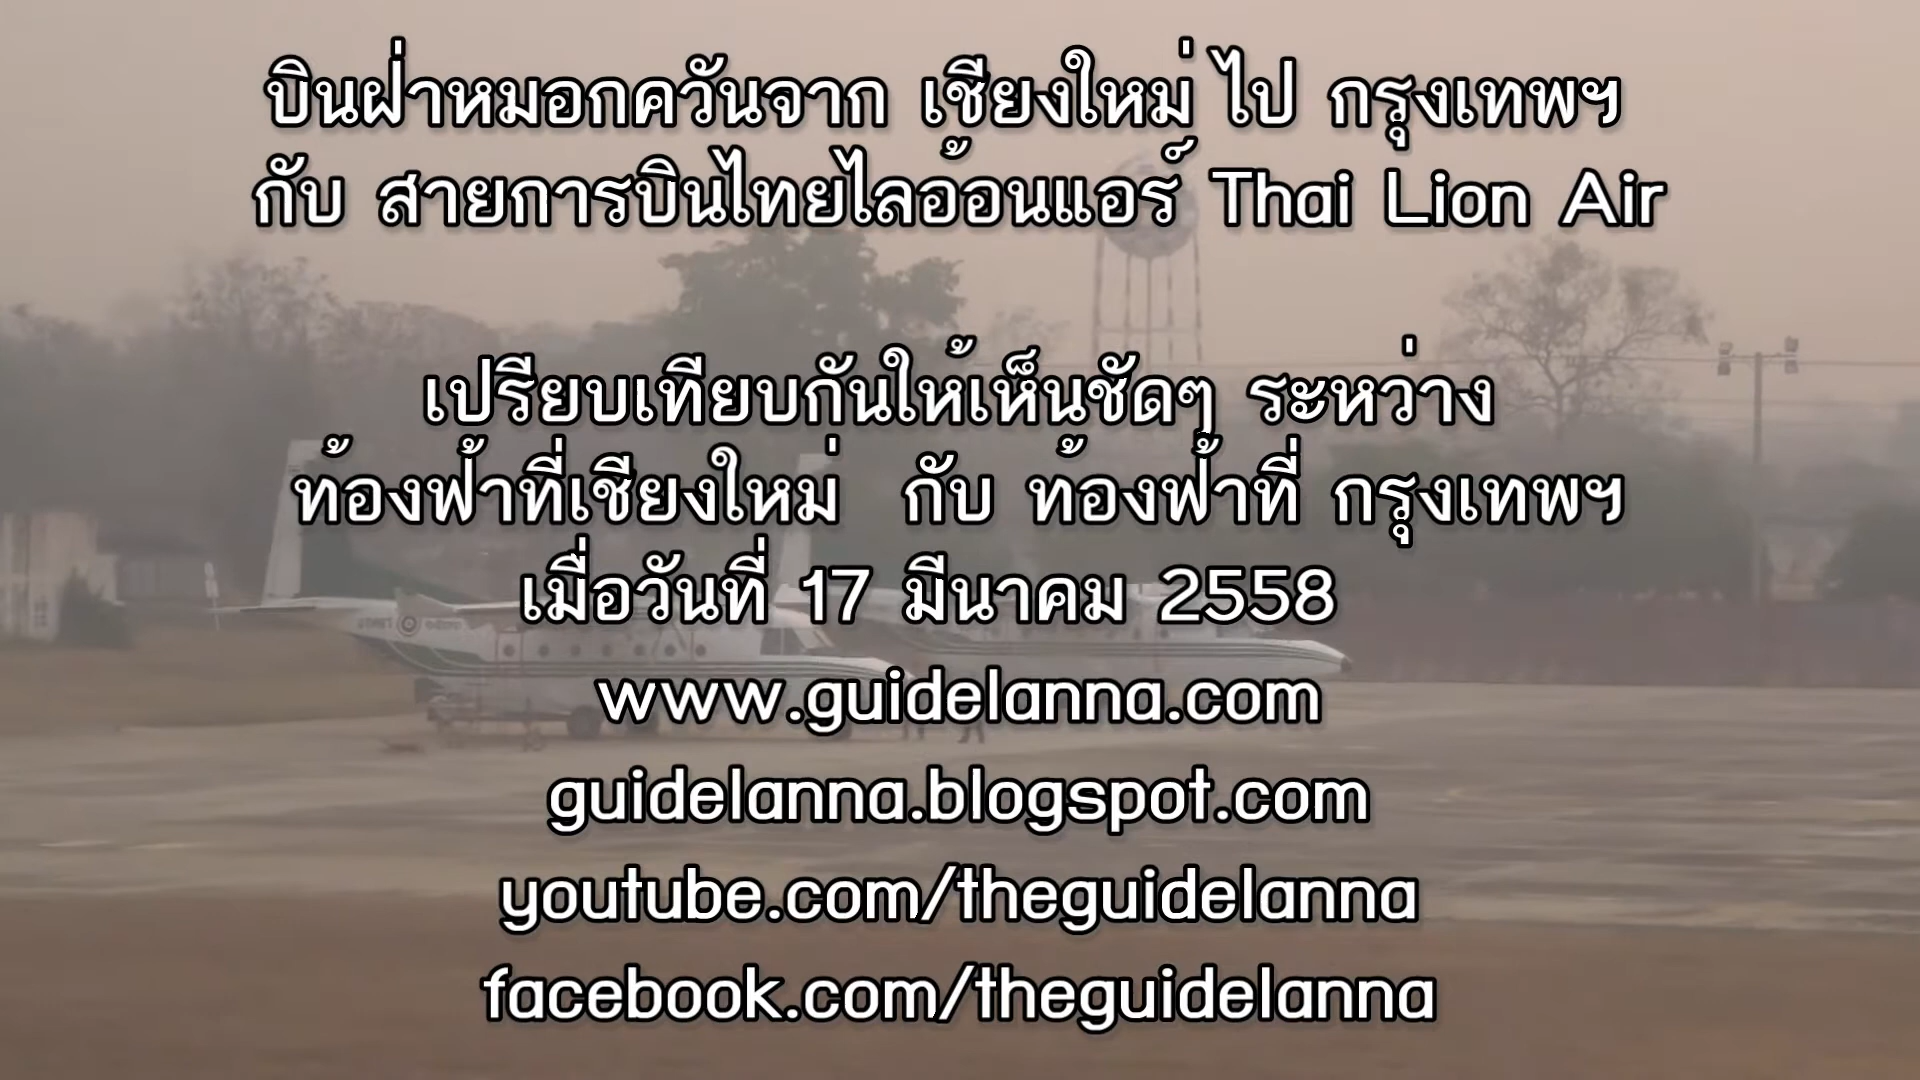 บินฝ่าหมอกควันจาก เชียงใหม่ ไป กรุงเทพฯ
กับ สายการบินไทยไลอ้อนแอร์ Thai Lion Air
เปรียบเทียบกันให้เห็นชัดๆ ระหว่าง
ท้องฟ้าที่เชียงใหม่ กับ ท้องฟ้าที่ กรุงเทพฯ
เมื่อวันที่ 17 มีนาคม 2558
www.guidelanna.com
guidelanna.blogspot.com
youtube.com/theguidelanna
facebook.com/theguidelanna